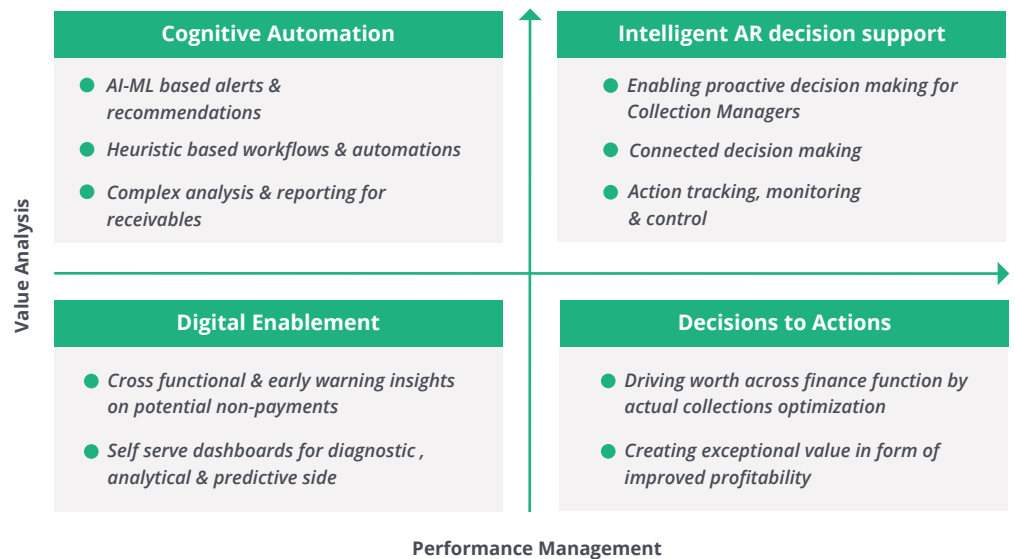 Cognitive Automation
AI-ML based alerts &
recommendations
Heuristic based workflows & automations
Complex analysis & reporting for
receivables
Intelligent AR decision support
Enabling proactive decision making for
Collection Managers
Connected decision making
Action tracking, monitoring
& control
Value Analysis
Digital Enablement
Cross functional & early warning insights
on potential non-payments
Self serve dashboards for diagnostic ,
analytical & predictive side
Decisions to Actions
Driving worth across finance function by
actual collections optimization
Creating exceptional value in form of
improved profitability
Performance Management